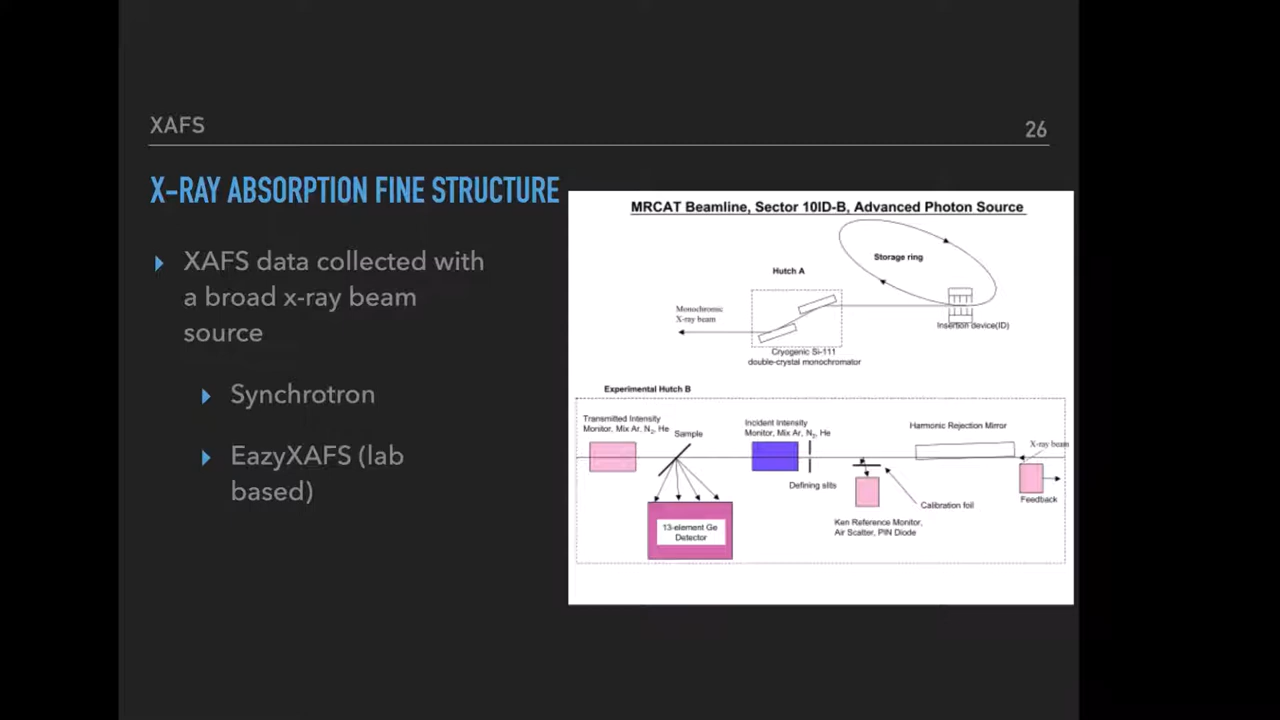 XAFS
26
X-RAY ABSORPTION FINE STRUCTURE
XAFS data collected with
a broad x-ray beam
source
Synchrotron
EazyXAFS (lab
based)
MRCAT Beamline, Sector 10ID-B, Advanced Photon Source
Storage ring
Hutch A
Monochromic
X-ray beam
Insertion device(ID)
Cryogenic Si-111
double-crystal monochromator
Experimental Hutch B
Transmitted Intensity
Monitor, Mix Ar, N2, He
Sample
Incident Intensity
Monitor, Mix Ar, N2, He
Harmonic Rejection Mirror
X-ray beam
Defining slits
Feedback
Calibration foil
13-element Ge
Detector
Ken Reference Monitor,
Air Scatter, PIN Diode